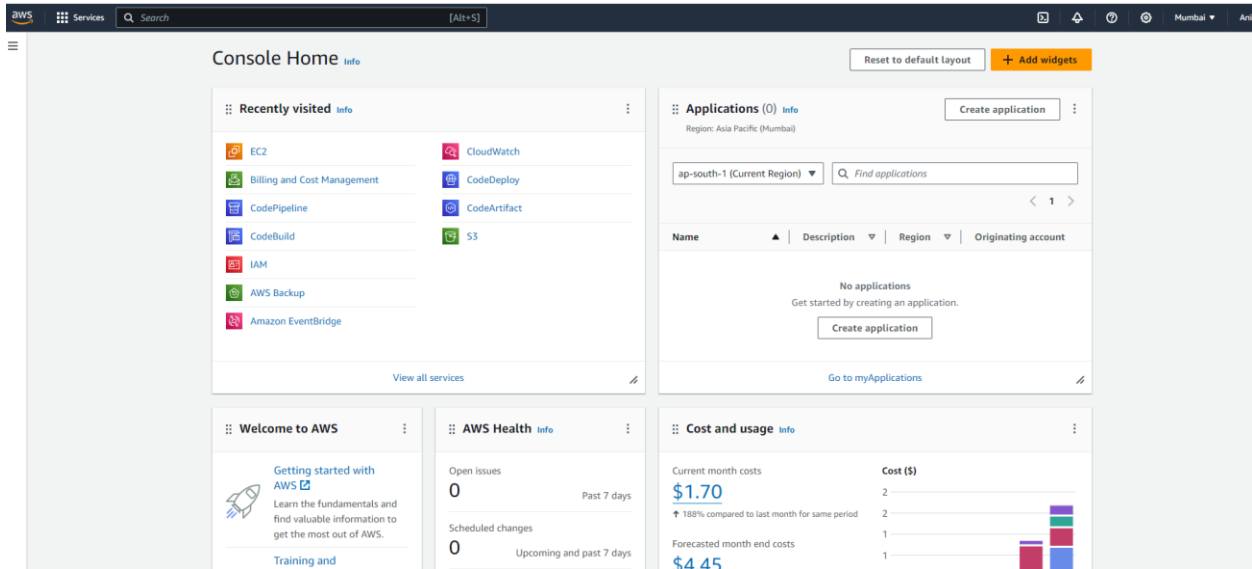 aws
Services
Search
[Alt+S]
Mumbai
Ani
Console Home Info
Reset to default layout
+ Add widgets
Recently visited Info
EC2
Billing and Cost Management
CodePipeline
CodeBuild
IAM
AWS Backup
Amazon EventBridge
CloudWatch
CodeDeploy
CodeArtifact
S3
View all services
Applications (0) Info
Region: Asia Pacific (Mumbai)
Create application
ap-south-1 (Current Region)
Find applications
1
Name
Description
Region
Originating account
No applications
Get started by creating an application.
Create application
Go to myApplications
Welcome to AWS
Getting started with
AWS
Learn the fundamentals and
find valuable information to
get the most out of AWS.
Training and
AWS Health Info
Open issues
0
Past 7 days
Scheduled changes
0
Upcoming and past 7 days
Cost and usage Info
Current month costs
$1.70
188% compared to last month for same period
Forecasted month end costs
$4.45
Cost ($)
2
2
1
1